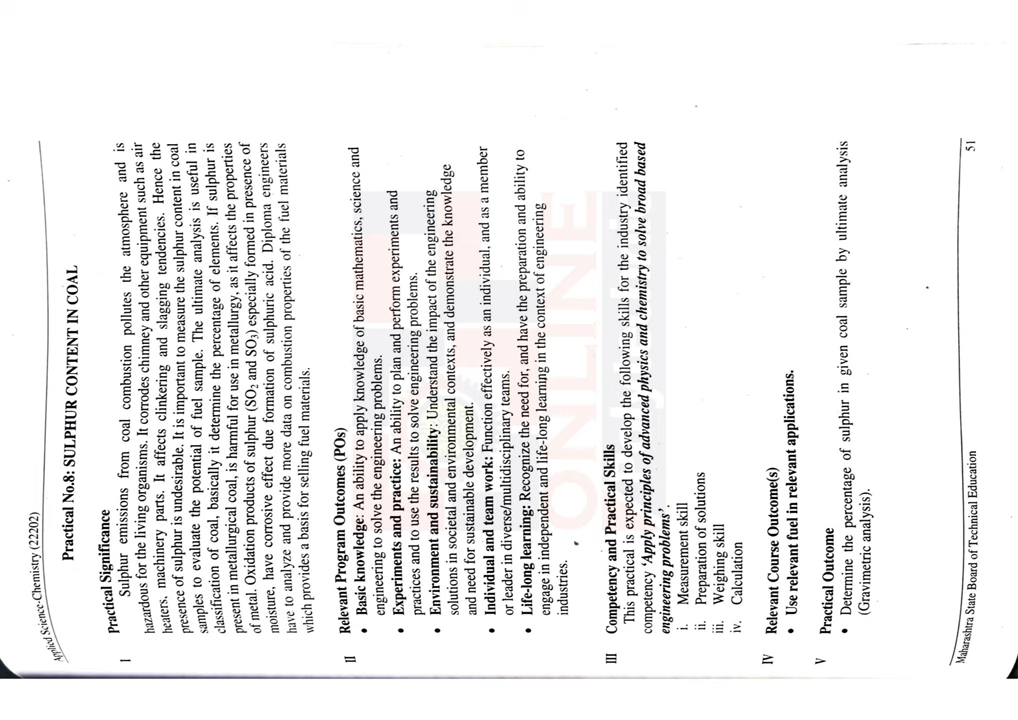 Applied Science-Chemistry (22202)
Practical No.8: SULPHUR CONTENT IN COAL
I Practical Significance
Sulphur emissions from coal combustion pollutes the atmosphere and is
hazardous for the living organisms. It corrodes chimney and other equipment such as air
heaters, machinery parts. It affects clinkering and slagging tendencies. Hence the
presence of sulphur is undesirable. It is important to measure the sulphur content in coal
samples to evaluate the potential of fuel sample. The ultimate analysis is useful in
classification of coal, basically it determine the percentage of elements. If sulphur is
present in metallurgical coal, is harmful for use in metallurgy, as it affects the properties
of metal. Oxidation products of sulphur (SO2 and SO3) especially formed in presence of
moisture, have corrosive effect due formation of sulphuric acid. Diploma engineers
have to analyze and provide more data on combustion properties of the fuel materials
which provides a basis for selling fuel materials.
II Relevant Program Outcomes (POs)
• Basic knowledge: An ability to apply knowledge of basic mathematics, science and
engineering to solve the engineering problems.
• Experiments and practice: An ability to plan and perform experiments and
practices and to use the results to solve engineering problems.
• Environment and sustainability: Understand the impact of the engineering
solutions in societal and environmental contexts, and demonstrate the knowledge
and need for sustainable development.
• Individual and team work: Function effectively as an individual, and as a member
or leader in diverse/multidisciplinary teams.
• Life-long learning: Recognize the need for, and have the preparation and ability to
engage in independent and life-long learning in the context of engineering
industries.
III Competency and Practical Skills
This practical is expected to develop the following skills for the industry identified
competency 'Apply principles of advanced physics and chemistry to solve broad based
engineering problems'.
i. Measurement skill
ii. Preparation of solutions
iii. Weighing skill
iv. Calculation
IV Relevant Course Outcome(s)
• Use relevant fuel in relevant applications.
V Practical Outcome
• Determine the percentage of sulphur in given coal sample by ultimate analysis
(Gravimetric analysis).
Maharashtra State Board of Technical Education 51
ONLINE